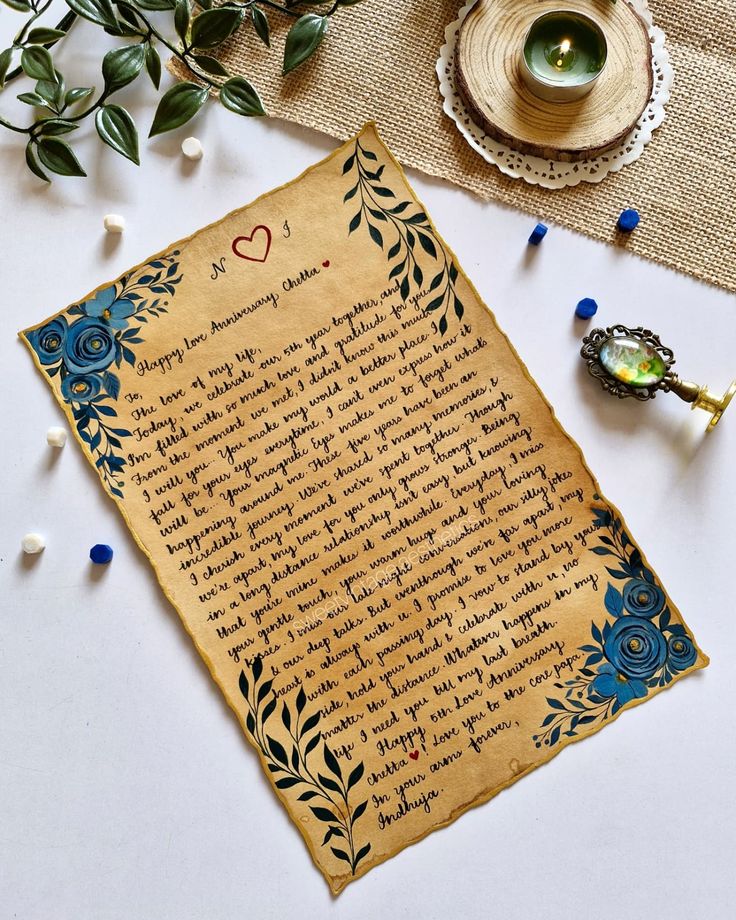 N ❤ I
Happy Love Anniversary Chetta ❤
To,
The love of my life,
Today, we celebrate our 5th year together, and
I'm filled with so much love and gratitude for you.
From the moment we met, I didn't know this much
I will you. You make my would a better place. I
fall for your eyes everytime, I can't even express how it
will be. Your magnetic Eyes makes me to forget whats
happening around me. These five years have been an
incredible journey. We've shared so many memories &
I cherish every moment we've spent together. Though
we're apart, my love for you only grows stronger. Being
in a long distance relationship isn't easy, but knowing
that you're mine makes it worthwhile. Everyday, I miss
your gentle touch, your warm hug, and your loving
kisses. I miss our late night conversations, our silly jokes
& our deep talks. But eventhough we're far apart, my
heart is always with u. I promise to love you more
with each passing day. I vow to stand by your
side, hold your hand & celebrate with u, no
matter the distance. Whatever happens in my
life I need you till my last breath.
Happy 5th Love Anniversary
chetta ❤! Love you to the core papa.
In your arms forever,
Indhuja.
sweetvintageaesthetics